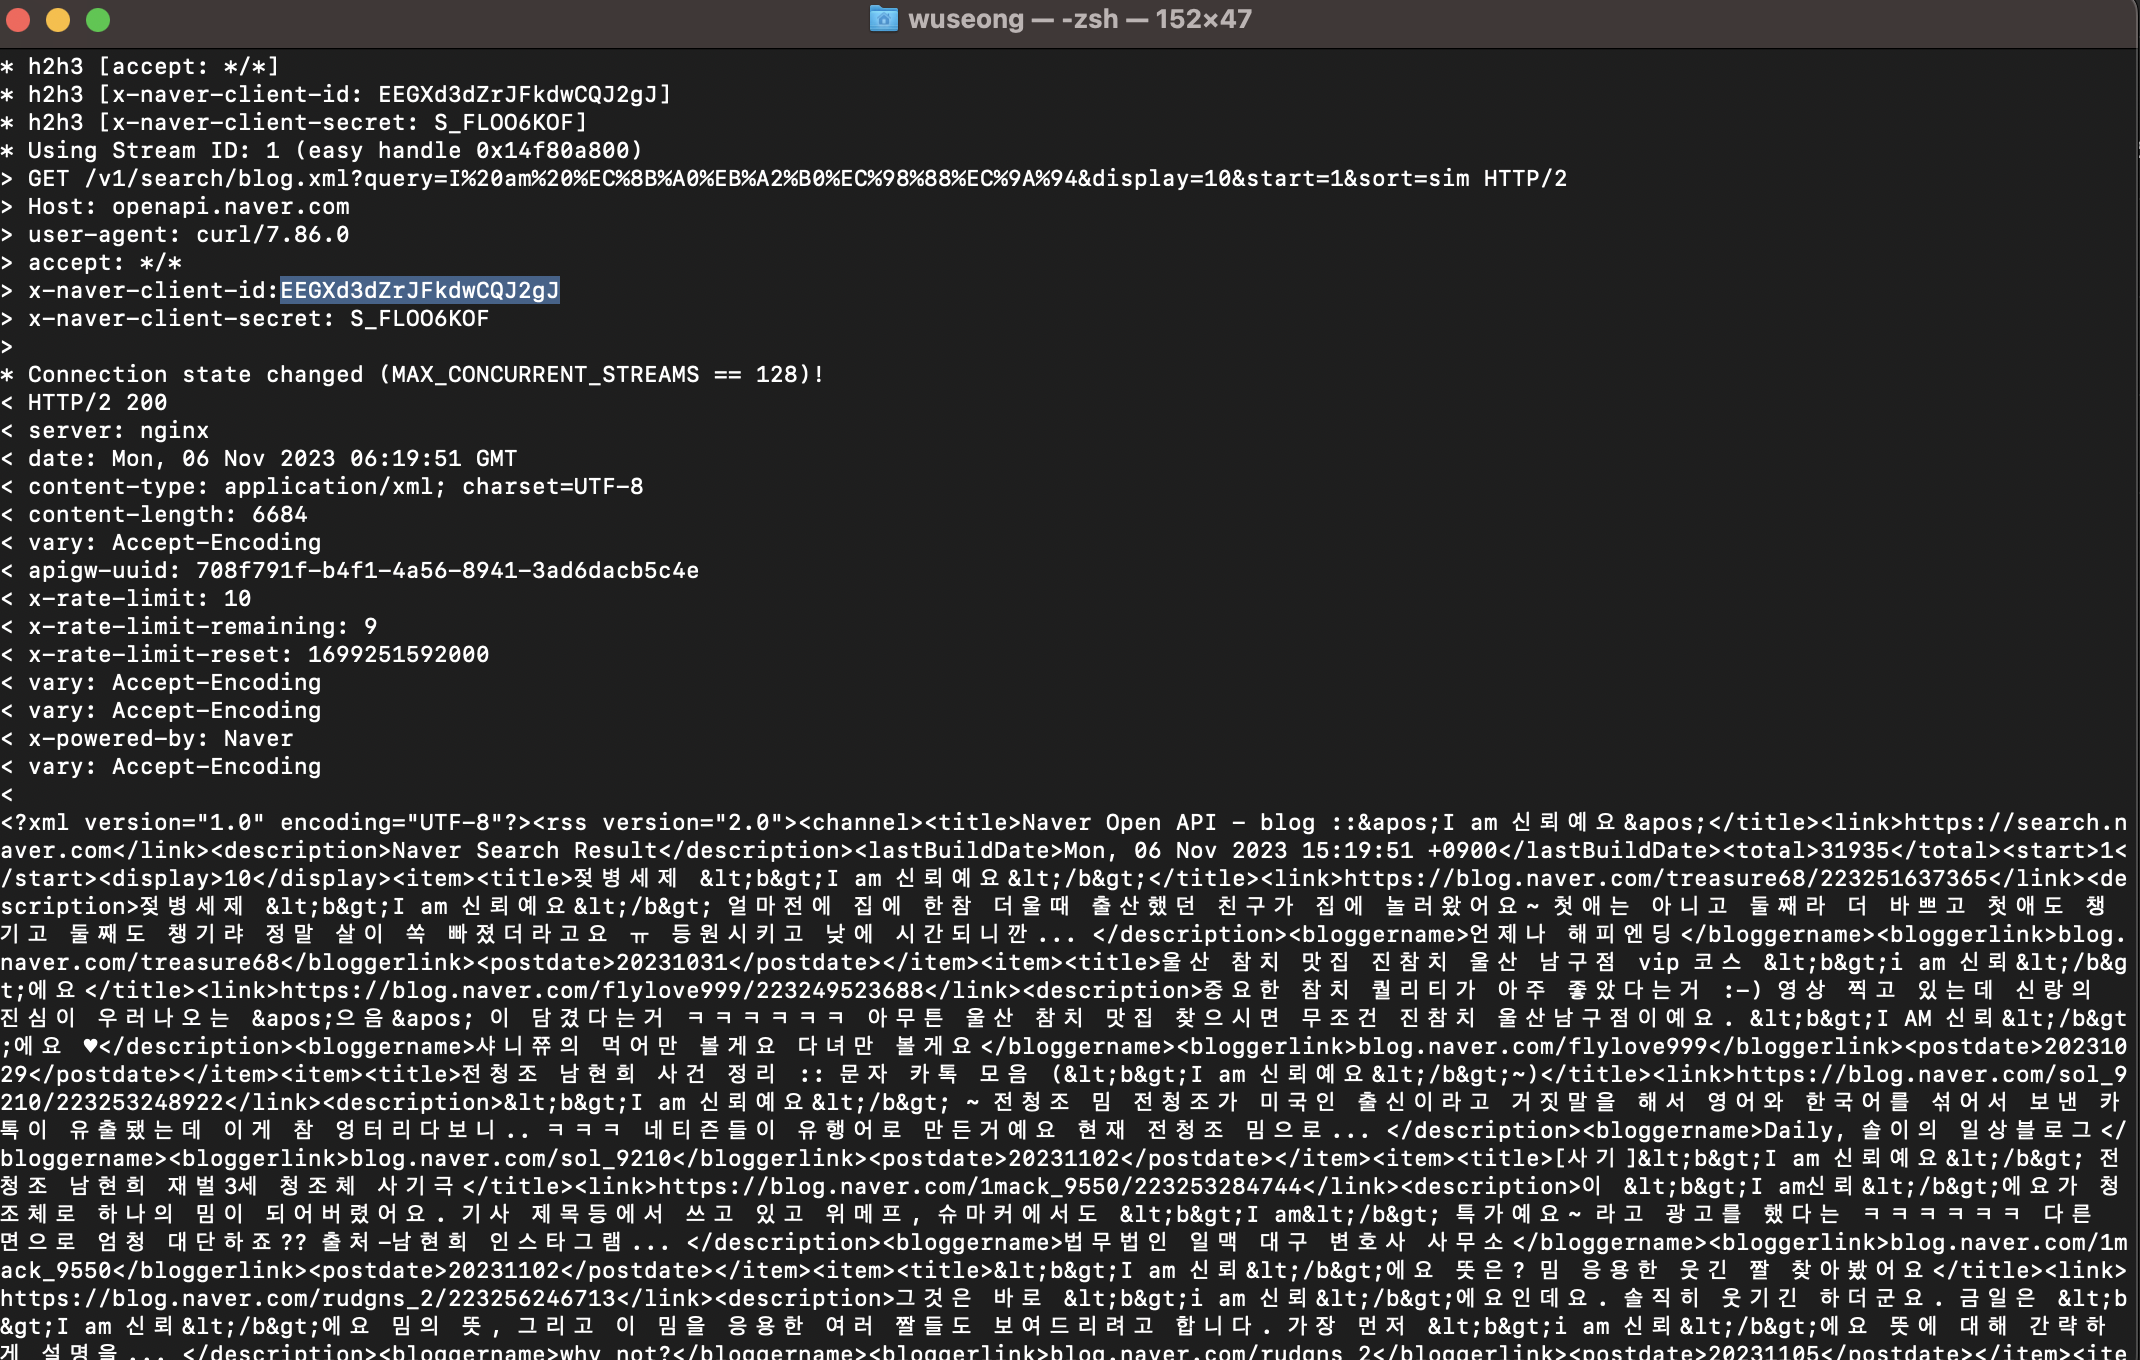 wuseong — -zsh — 152×47
* h2h3 [accept: */*]
* h2h3 [x-naver-client-id: EEGXd3dZrJFkdwCQJ2gJ]
* h2h3 [x-naver-client-secret: S_FLOO6KOF]
* Using Stream ID: 1 (easy handle 0x14f80a800)
> GET /v1/search/blog.xml?query=I%20am%20%EC%8B%A0%EB%A2%B0%EC%98%88%EC%9A%94&display=10&start=1&sort=sim HTTP/2
> Host: openapi.naver.com
> user-agent: curl/7.86.0
> accept: */*
> x-naver-client-id:EEGXd3dZrJFkdwCQJ2gJ
> x-naver-client-secret: S_FLOO6KOF
>
* Connection state changed (MAX_CONCURRENT_STREAMS == 128)!
< HTTP/2 200
< server: nginx
< date: Mon, 06 Nov 2023 06:19:51 GMT
< content-type: application/xml; charset=UTF-8
< content-length: 6684
< vary: Accept-Encoding
< apigw-uuid: 708f791f-b4f1-4a56-8941-3ad6dacb5c4e
< x-rate-limit: 10
< x-rate-limit-remaining: 9
< x-rate-limit-reset: 1699251592000
< vary: Accept-Encoding
< vary: Accept-Encoding
< x-powered-by: Naver
< vary: Accept-Encoding
<
<?xml version="1.0" encoding="UTF-8"?><rss version="2.0"><channel><title>Naver Open API - blog ::&apos;I am 신뢰예요&apos;</title><link>https://search.n
aver.com</link><description>Naver Search Result</description><lastBuildDate>Mon, 06 Nov 2023 15:19:51 +0900</lastBuildDate><total>31935</total><start>1<
/start><display>10</display><item><title>젖병세제 &lt;b&gt;I am 신뢰예요&lt;/b&gt;</title><link>https://blog.naver.com/treasure68/223251637365</link><de
scription>젖병세제 &lt;b&gt;I am 신뢰예요&lt;/b&gt; 얼마전에 집에 한참 더울때 출산했던 친구가 집에 놀러왔어요~ 첫애는 아니고 둘째라 더 바쁘고 첫애도 챙
기고 둘째도 챙기랴 정말 살이 쏙 빠졌더라고요 ㅠ 등원시키고 낮에 시간되니깐... </description><bloggername>언제나 해피엔딩</bloggername><bloggerlink>blog.
naver.com/treasure68</bloggerlink><postdate>20231031</postdate></item><item><title>울산 참치 맛집 진참치 울산 남구점 vip코스 &lt;b&gt;i am 신뢰&lt;/b&g
t;에요</title><link>https://blog.naver.com/flylove999/223249523688</link><description>중요한 참치 퀄리티가 아주 좋았다는거 :-) 영상 찍고 있는데 신랑의
진심이 우러나오는 &apos;으음&apos; 이 담겼다는거 ㅋㅋㅋㅋㅋㅋ 아무튼 울산 참치 맛집 찾으시면 무조건 진참치 울산남구점이예요. &lt;b&gt;I AM 신뢰&lt;/b&gt
;에요 ♥</description><bloggername>샤니쮸의 먹어만 볼게요 다녀만 볼게요</bloggername><bloggerlink>blog.naver.com/flylove999</bloggerlink><postdate>202310
29</postdate></item><item><title>전청조 남현희 사건 정리 :: 문자 카톡 모음 (&lt;b&gt;I am 신뢰예요&lt;/b&gt;~)</title><link>https://blog.naver.com/sol_9
210/223253248922</link><description>&lt;b&gt;I am 신뢰예요&lt;/b&gt; ~ 전청조 밈 전청조가 미국인 출신이라고 거짓말을 해서 영어와 한국어를 섞어서 보낸 카
톡이 유출됐는데 이게 참 엉터리다보니.. ㅋㅋㅋ 네티즌들이 유행어로 만든거예요 현재 전청조 밈으로... </description><bloggername>Daily, 솔이의 일상블로그</
bloggername><bloggerlink>blog.naver.com/sol_9210</bloggerlink><postdate>20231102</postdate></item><item><title>[사기]&lt;b&gt;I am 신뢰예요&lt;/b&gt; 전
청조 남현희 재벌3세 청조체 사기극</title><link>https://blog.naver.com/1mack_9550/223253284744</link><description>이 &lt;b&gt;I am신뢰&lt;/b&gt;에요가 청
조체로 하나의 밈이 되어버렸어요. 기사 제목등에서 쓰고 있고 위메프, 슈마커에서도 &lt;b&gt;I am&lt;/b&gt; 특가예요~ 라고 광고를 했다는 ㅋㅋㅋㅋㅋㅋ 다른
면으로 엄청 대단하죠?? 출처-남현희 인스타그램... </description><bloggername>법무법인 일맥 대구 변호사 사무소</bloggername><bloggerlink>blog.naver.com/1m
ack_9550</bloggerlink><postdate>20231102</postdate></item><item><title>&lt;b&gt;I am 신뢰&lt;/b&gt;에요 뜻은? 밈 응용한 웃긴 짤 찾아봤어요</title><link>
https://blog.naver.com/rudgns_2/223256246713</link><description>그것은 바로 &lt;b&gt;i am 신뢰&lt;/b&gt;에요인데요. 솔직히 웃기긴 하더군요. 금일은 &lt;b
&gt;I am 신뢰&lt;/b&gt;에요 밈의 뜻, 그리고 이 밈을 응용한 여러 짤들도 보여드리려고 합니다. 가장 먼저 &lt;b&gt;i am 신뢰&lt;/b&gt;에요 뜻에 대해 간략하
게 설명을... </description><bloggername>why not?</bloggername><bloggerlink>blog.naver.com/rudgns_2</bloggerlink><postdate>20231105</postdate></item><ite